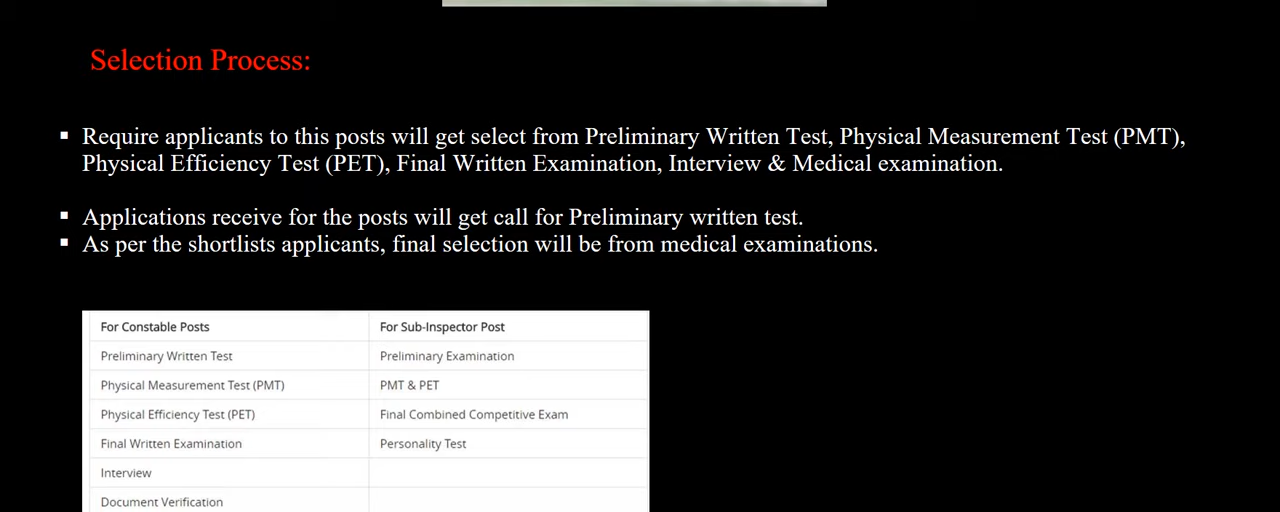 Selection Process:
▪ Require applicants to this posts will get select from Preliminary Written Test, Physical Measurement Test (PMT),
Physical Efficiency Test (PET), Final Written Examination, Interview & Medical examination.
▪ Applications receive for the posts will get call for Preliminary written test.
▪ As per the shortlists applicants, final selection will be from medical examinations.
For Constable Posts For Sub-Inspector Post
Preliminary Written Test Preliminary Examination
Physical Measurement Test (PMT) PMT & PET
Physical Efficiency Test (PET) Final Combined Competitive Exam
Final Written Examination Personality Test
Interview
Document Verification